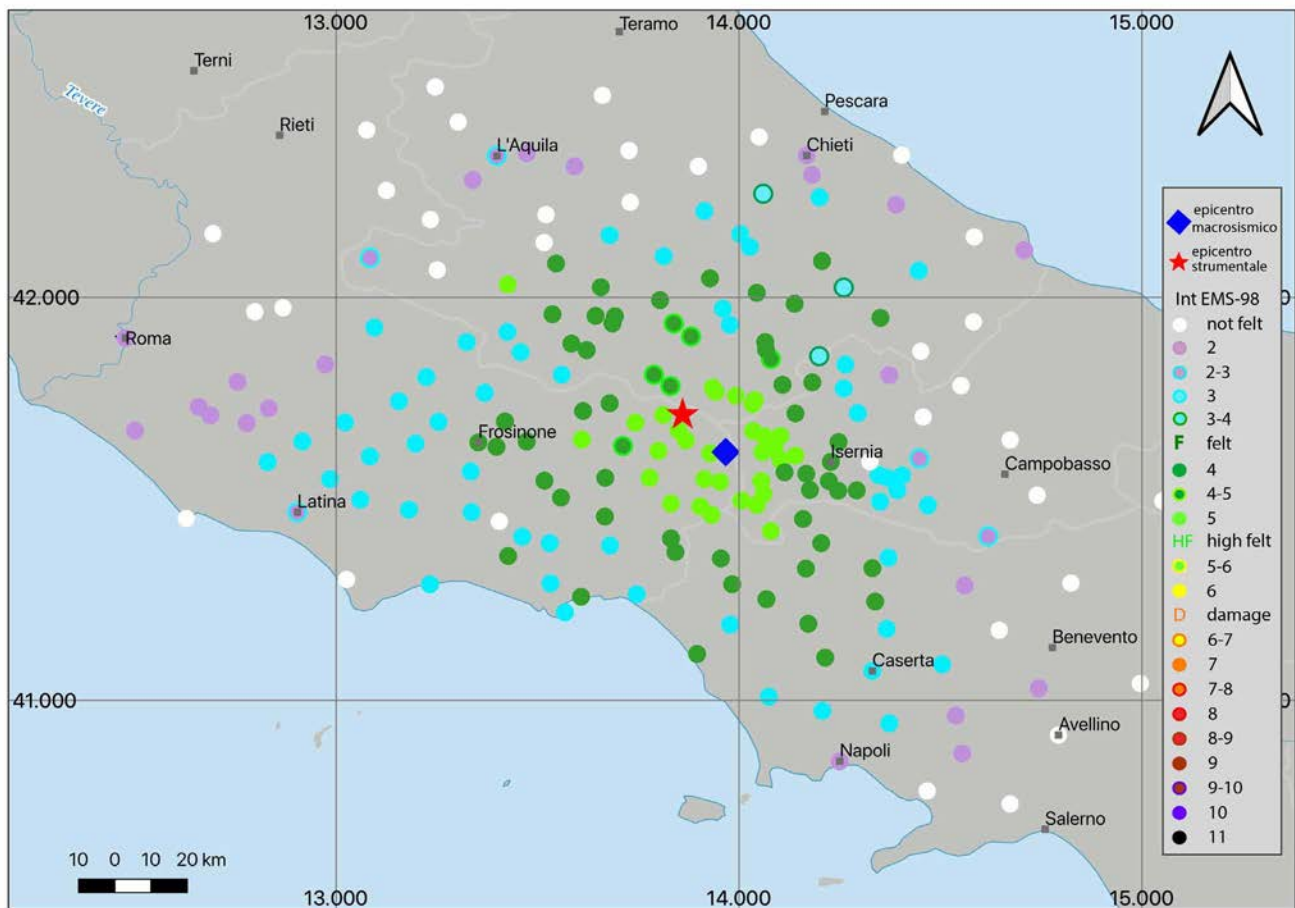 13.000
14.000
15.000
Teramo
Terni
Tevere
Pescara
Rieti
L'Aquila
Chieti
42.000
Roma
Frosinone
Isernia
Campobasso
Latina
Benevento
Caserta
41.000
Avellino
Napoli
Salerno
10 0 10 20 km
13.000
14.000
15.000
epicentro
macrosismico
epicentro
strumentale
Int EMS-98
not felt
2
2-3
3
3-4
F felt
4
4-5
5
HF high felt
5-6
6
D damage
6-7
7
7-8
8
8-9
9
9-10
10
11